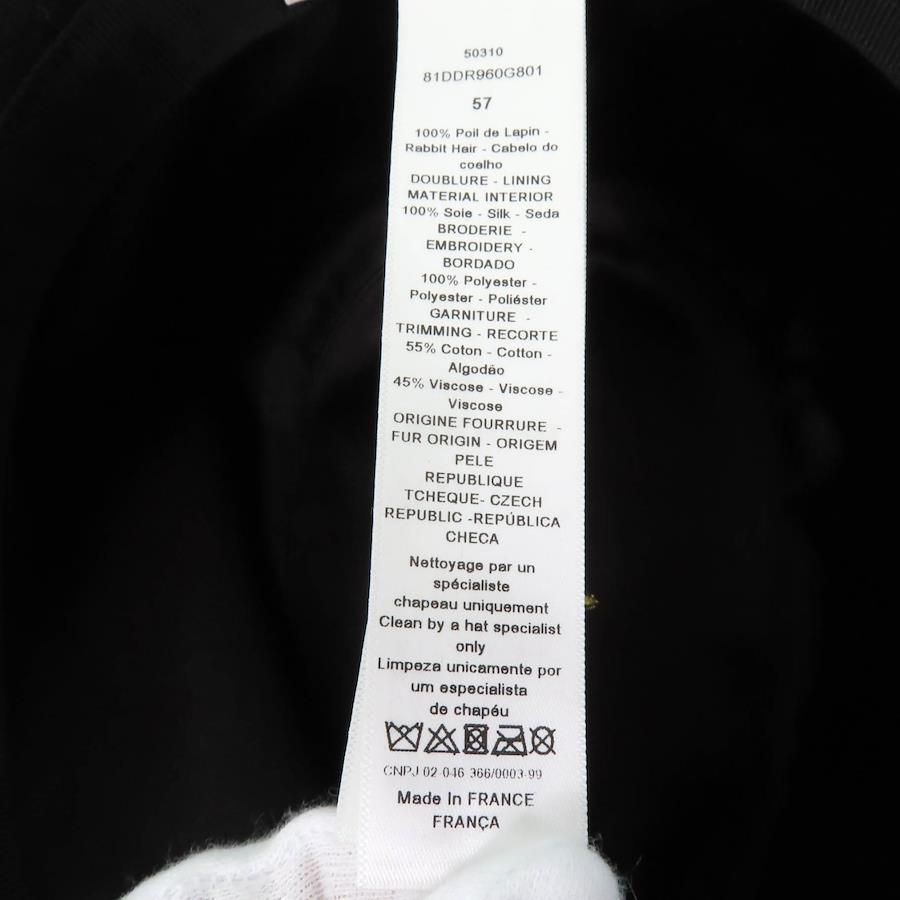 50310
81DDR960G801
57
100% Poil de Lapin -
Rabbit Hair - Cabelo do
coelho
DOUBLURE - LINING
MATERIAL INTERIOR
100% Soie - Silk - Seda
BRODERIE -
EMBROIDERY -
BORDADO
100% Polyester -
Polyester - Poliéster
GARNITURE -
TRIMMING - RECORTE
55% Coton - Cotton -
Algodão
45% Viscose - Viscose -
Viscose
ORIGINE FOURRURE -
FUR ORIGIN - ORIGEM
PELE
REPUBLIQUE
TCHEQUE- CZECH
REPUBLIC -REPÚBLICA
CHECA
Nettoyage par un
spécialiste
chapeau uniquement
Clean by a hat specialist
only
Limpeza unicamente por
um especialista
de chapéu
CNPJ 02 046 366/0003-99
Made In FRANCE
FRANÇA